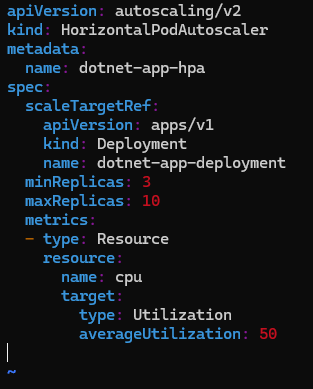 apiVersion: autoscaling/v2
kind: HorizontalPodAutoscaler
metadata:
  name: dotnet-app-hpa
spec:
  scaleTargetRef:
    apiVersion: apps/v1
    kind: Deployment
    name: dotnet-app-deployment
  minReplicas: 3
  maxReplicas: 10
  metrics:
  - type: Resource
    resource:
      name: cpu
      target:
        type: Utilization
        averageUtilization: 50
~